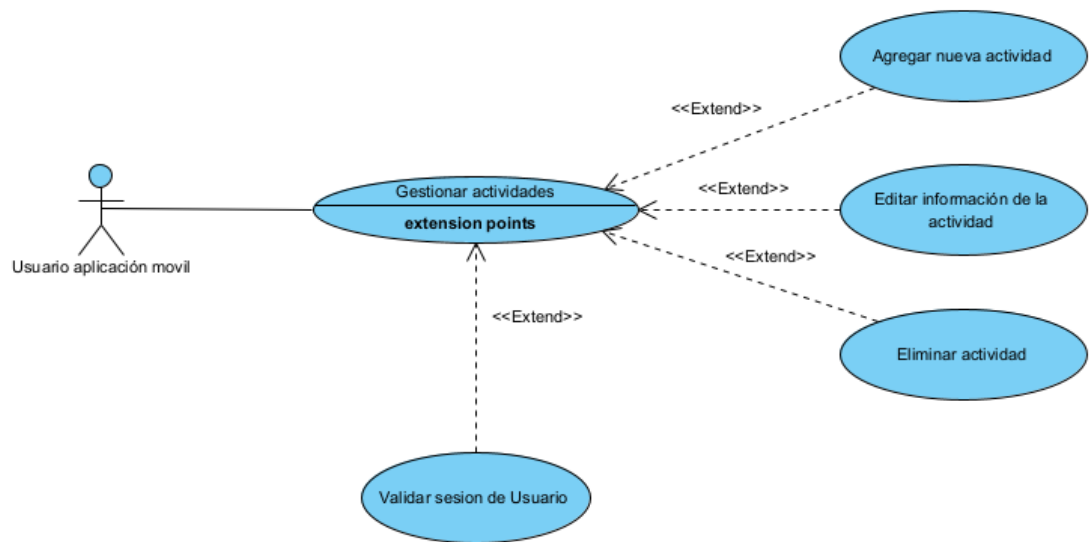 Agregar nueva actividad
<<Extend>>
Gestionar actividades
extension points
<<Extend>>
Editar información de la
actividad
Usuario aplicación movil
<<Extend>>
<<Extend>>
Eliminar actividad
Validar sesion de Usuario